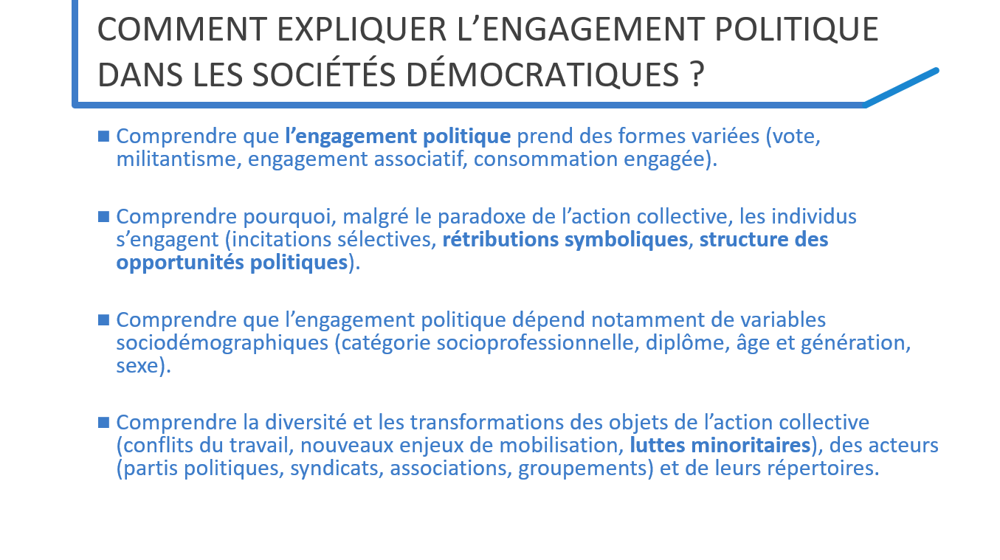 COMMENT EXPLIQUER L’ENGAGEMENT POLITIQUE
DANS LES SOCIÉTÉS DÉMOCRATIQUES ?
Comprendre que l’engagement politique prend des formes variées (vote,
militantisme, engagement associatif, consommation engagée).
Comprendre pourquoi, malgré le paradoxe de l’action collective, les individus
s’engagent (incitations sélectives, rétributions symboliques, structure des
opportunités politiques).
Comprendre que l’engagement politique dépend notamment de variables
sociodémographiques (catégorie socioprofessionnelle, diplôme, âge et génération,
sexe).
Comprendre la diversité et les transformations des objets de l’action collective
(conflits du travail, nouveaux enjeux de mobilisation, luttes minoritaires), des acteurs
(partis politiques, syndicats, associations, groupements) et de leurs répertoires.